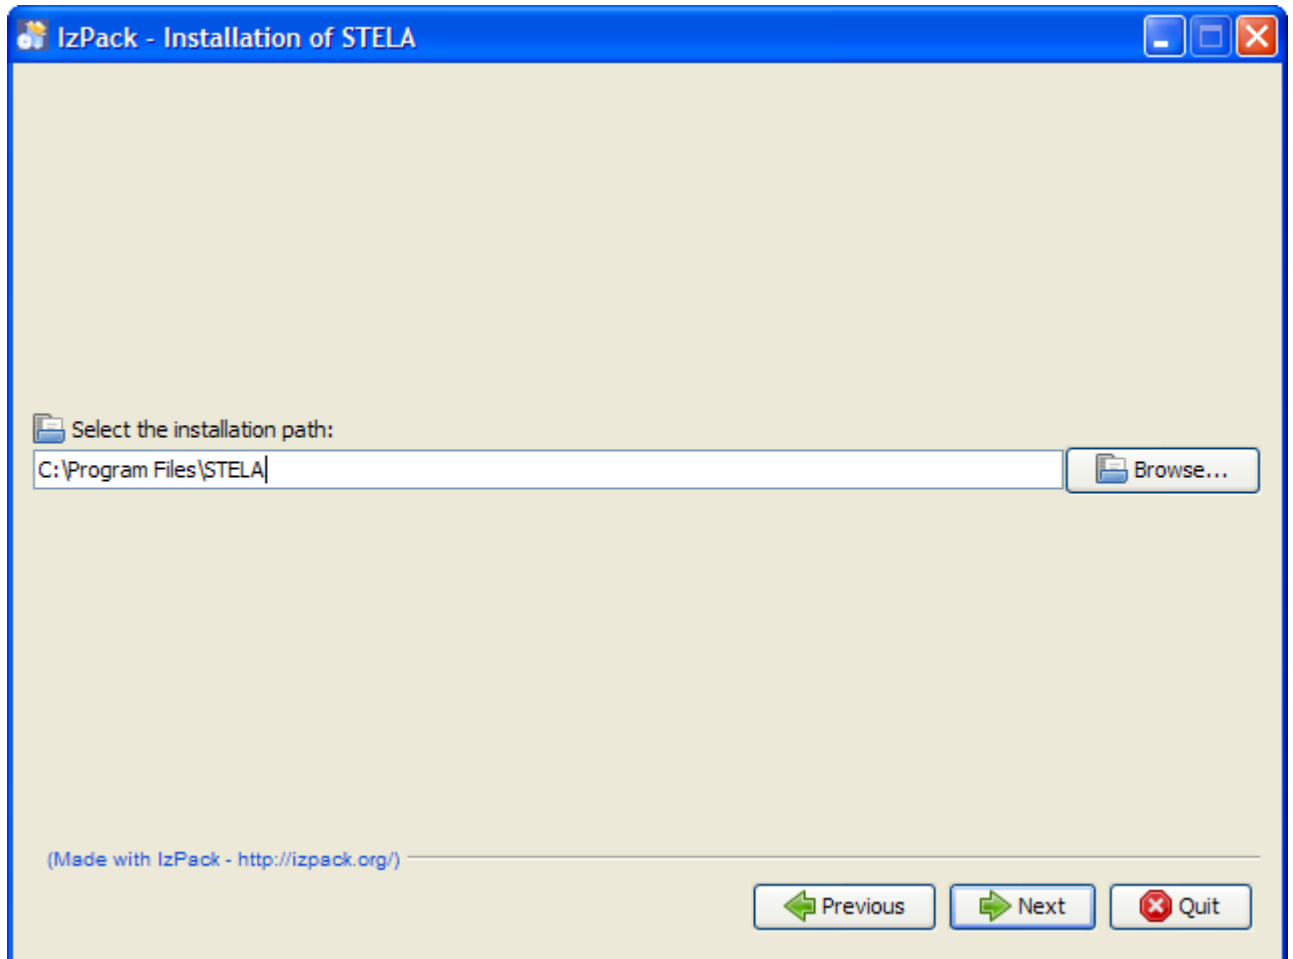 IzPack - Installation of STELA
Select the installation path:
C:\Program Files\STELA
Browse...
(Made with IzPack - http://izpack.org/)
Previous
Next
Quit